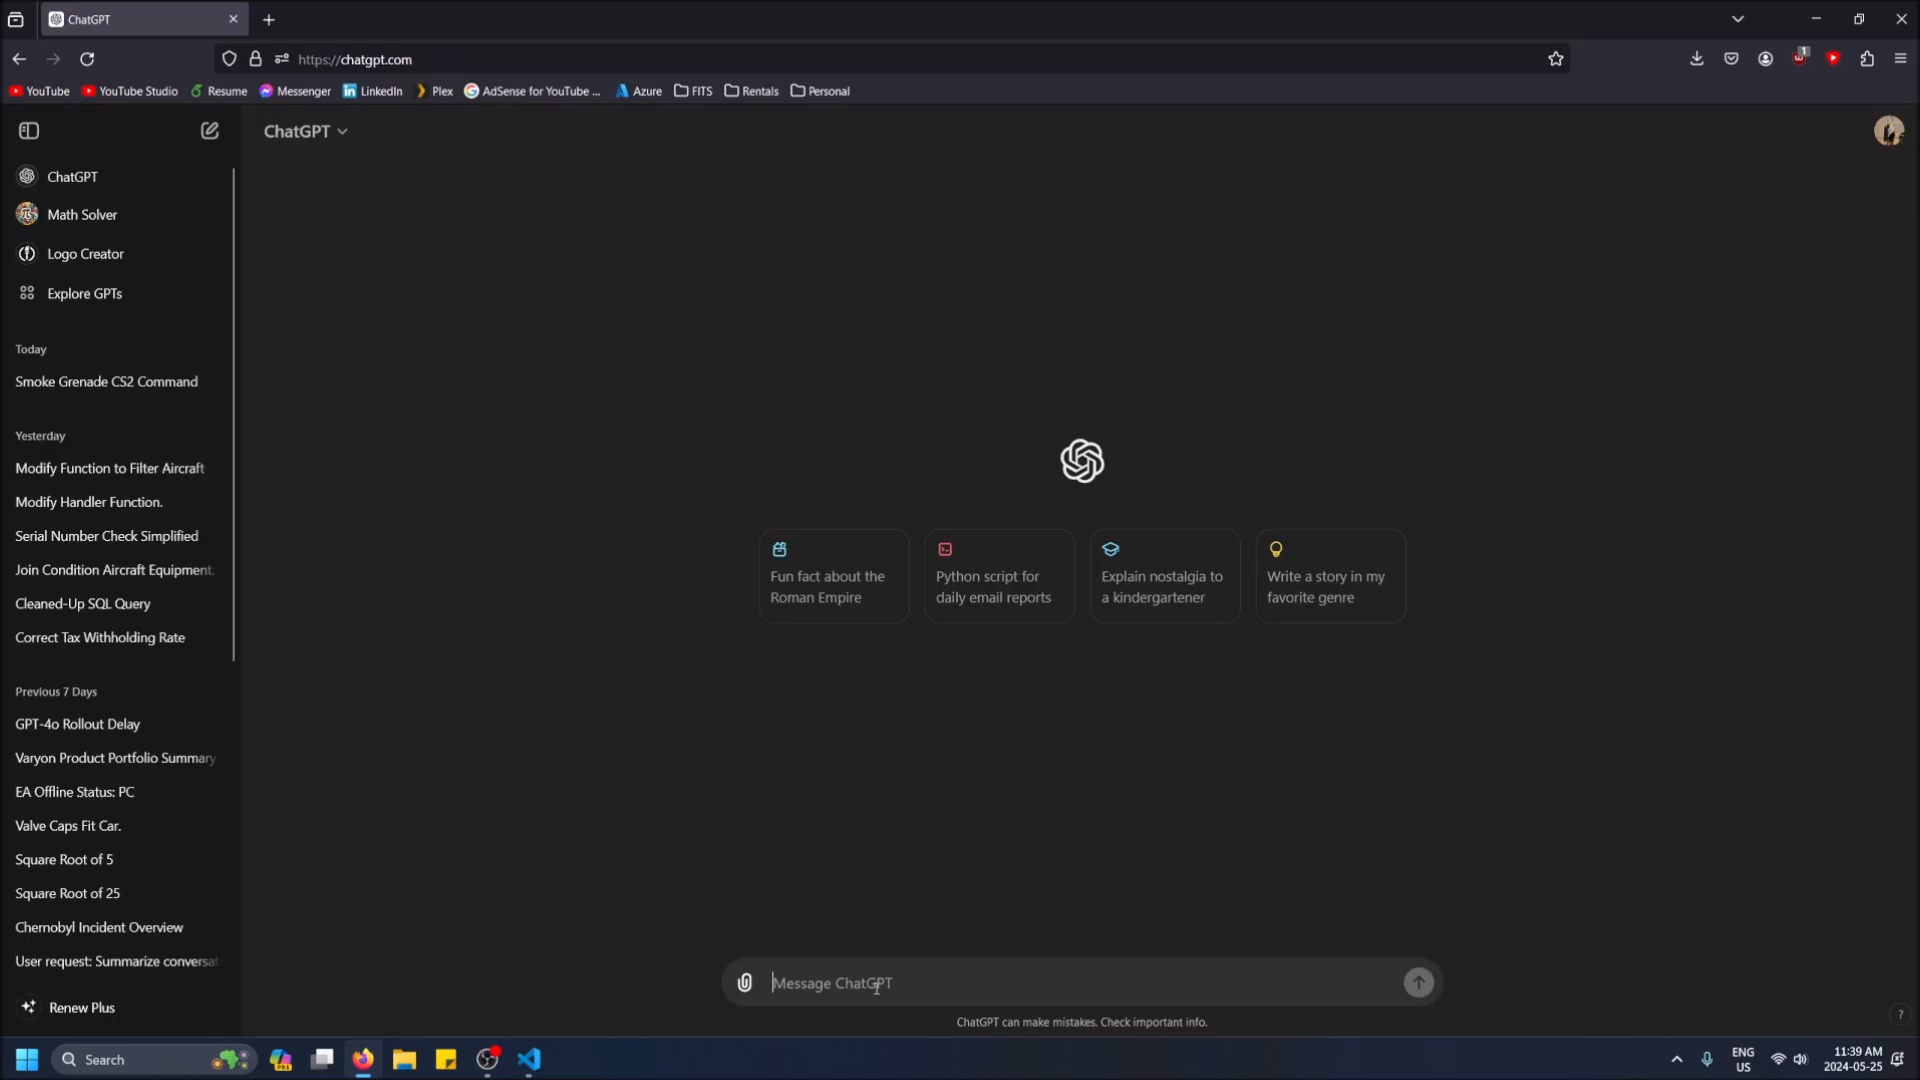 ChatGPT
https://chatgpt.com
1
YouTube
YouTube Studio
Resume
Messenger
LinkedIn
Plex
AdSense for YouTube ...
Azure
FITS
Rentals
Personal
ChatGPT
ChatGPT
Math Solver
Logo Creator
Explore GPTs
Today
Smoke Grenade CS2 Command
Yesterday
Modify Function to Filter Aircraft
Modify Handler Function.
Serial Number Check Simplified
Join Condition Aircraft Equipment.
Cleaned-Up SQL Query
Correct Tax Withholding Rate
Previous 7 Days
GPT-4o Rollout Delay
Varyon Product Portfolio Summary
EA Offline Status: PC
Valve Caps Fit Car.
Square Root of 5
Square Root of 25
Chernobyl Incident Overview
User request: Summarize conversat
Renew Plus
Fun fact about the
Roman Empire
Python script for
daily email reports
Explain nostalgia to
a kindergartener
Write a story in my
favorite genre
Message ChatGPT
ChatGPT can make mistakes. Check important info.
?
Search
PRE
ENG
US
11:39 AM
2024-05-25